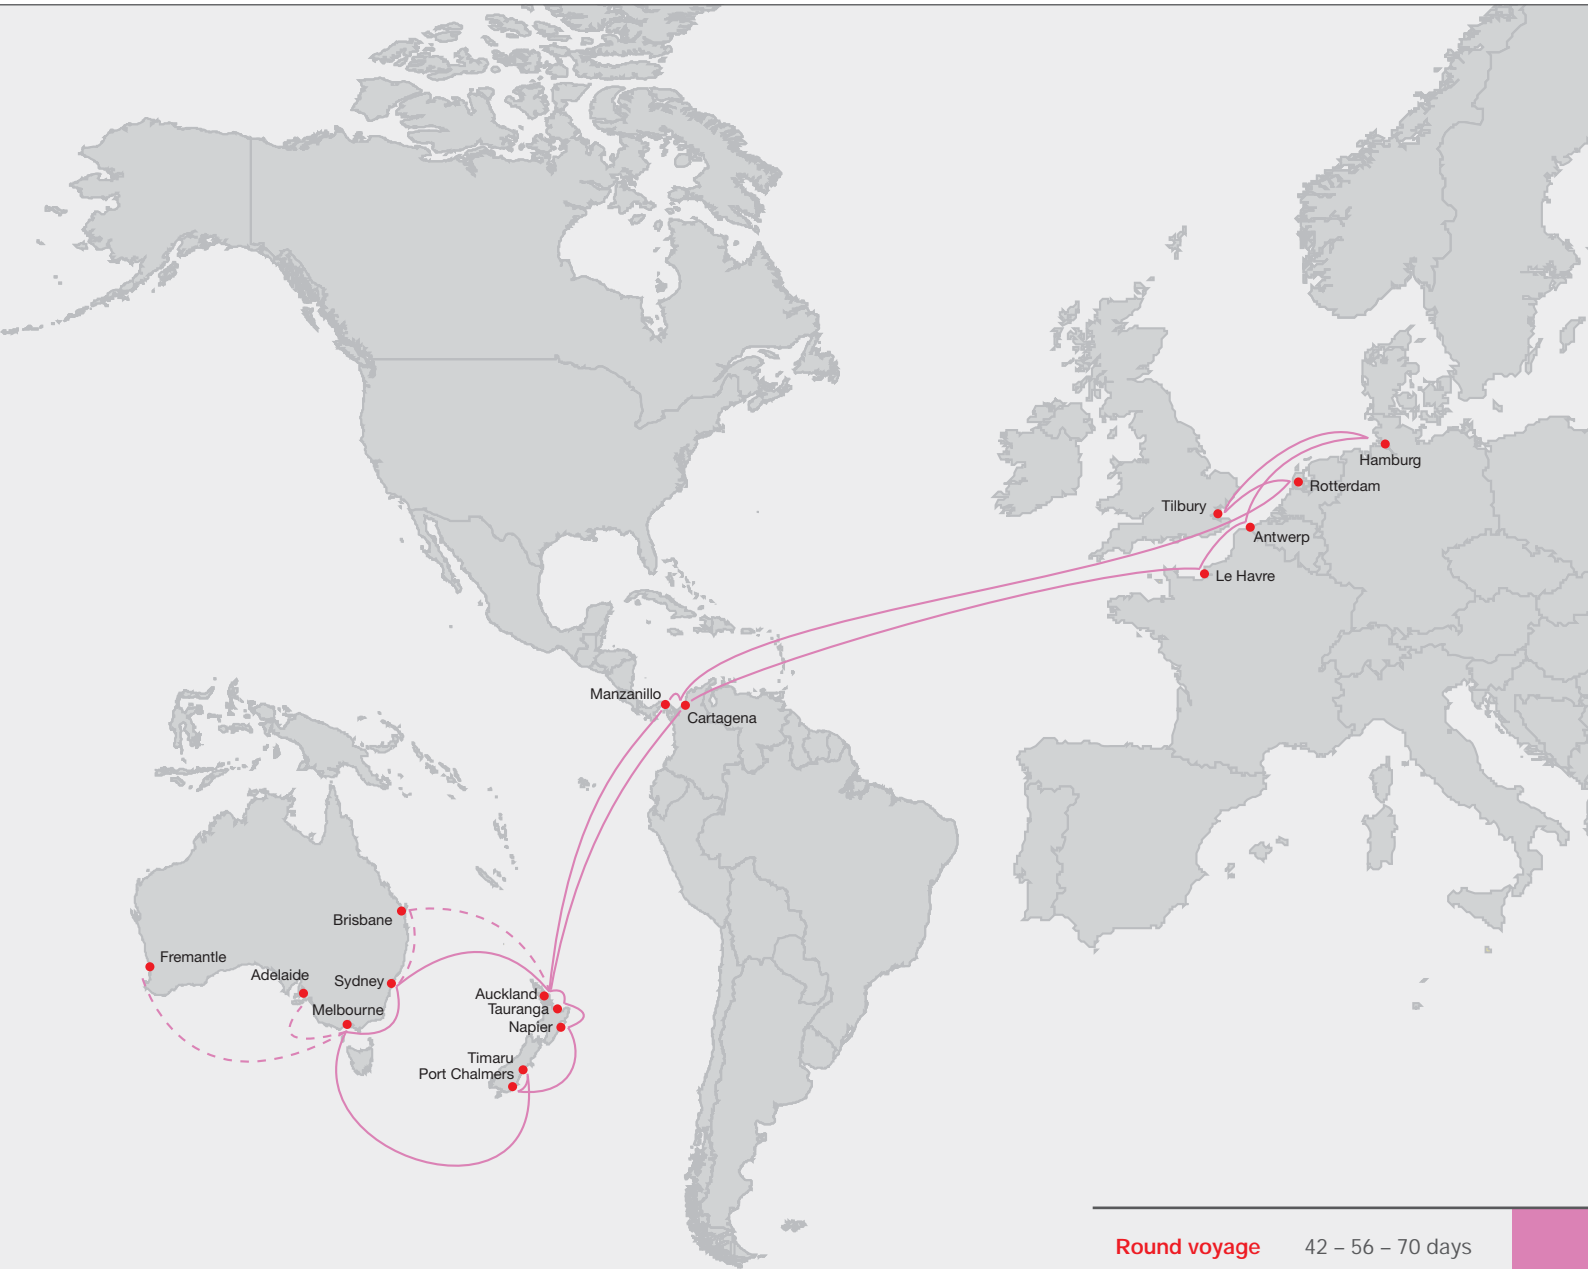 Hamburg
Rotterdam
Tilbury
Antwerp
Le Havre
Manzanillo
Cartagena
Brisbane
Fremantle
Adelaide
Sydney
Melbourne
Auckland
Tauranga
Napier
Timaru
Port Chalmers
Round voyage 42 – 56 – 70 days